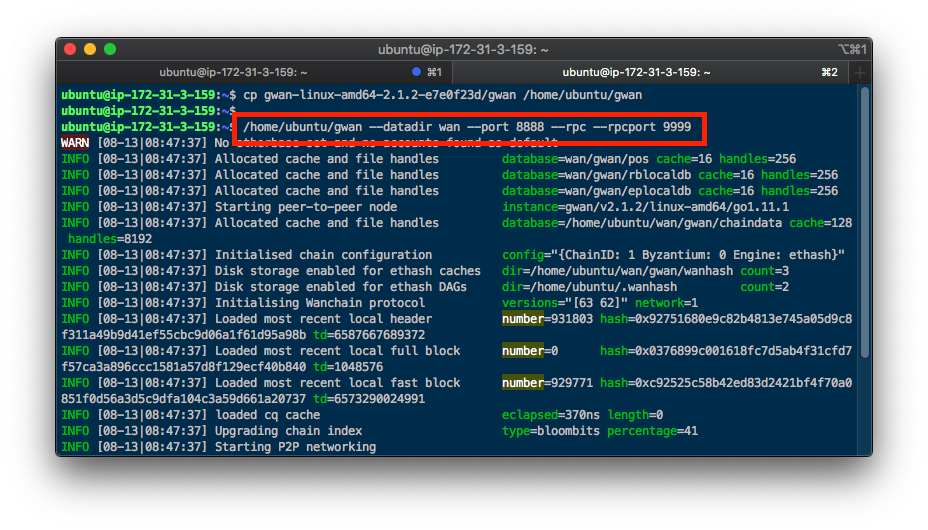 ubuntu@ip-172-31-3-159: ~
⌥⌘1
ubuntu@ip-172-31-3-159: ~
⌘1
ubuntu@ip-172-31-3-159: ~
⌘2
+
ubuntu@ip-172-31-3-159:~$ cp gwan-linux-amd64-2.1.2-e7e0f23d/gwan /home/ubuntu/gwan
ubuntu@ip-172-31-3-159:~$
ubuntu@ip-172-31-3-159:~$ /home/ubuntu/gwan --datadir wan --port 8888 --rpc --rpcport 9999
WARN [08-13|08:47:37] No etherbase set and no accounts found as default
INFO [08-13|08:47:37] Allocated cache and file handles database=wan/gwan/pos cache=16 handles=256
INFO [08-13|08:47:37] Allocated cache and file handles database=wan/gwan/rblocaldb cache=16 handles=256
INFO [08-13|08:47:37] Allocated cache and file handles database=wan/gwan/eplocaldb cache=16 handles=256
INFO [08-13|08:47:37] Starting peer-to-peer node instance=gwan/v2.1.2/linux-amd64/go1.11.1
INFO [08-13|08:47:37] Allocated cache and file handles database=/home/ubuntu/wan/gwan/chaindata cache=128
handles=8192
INFO [08-13|08:47:37] Initialised chain configuration config="{ChainID: 1 Byzantium: 0 Engine: ethash}"
INFO [08-13|08:47:37] Disk storage enabled for ethash caches dir=/home/ubuntu/wan/gwan/wanhash count=3
INFO [08-13|08:47:37] Disk storage enabled for ethash DAGs dir=/home/ubuntu/.wanhash count=2
INFO [08-13|08:47:37] Initialising Wanchain protocol versions="[63 62]" network=1
INFO [08-13|08:47:37] Loaded most recent local header number=931803 hash=0x92751680e9c82b4813e745a05d9c8
f311a49b9d41ef55cbc9d06a1f61d95a98b td=6587667689372
INFO [08-13|08:47:37] Loaded most recent local full block number=0 hash=0x0376899c001618fc7d5ab4f31cfd7
f57ca3a896ccc1581a57d8f129ecf40b840 td=1048576
INFO [08-13|08:47:37] Loaded most recent local fast block number=929771 hash=0xc92525c58b42ed83d2421bf4f70a0
851f0d56a3d5c9dfa104c3a59d661a20737 td=6573290024991
INFO [08-13|08:47:37] loaded cq cache eclapsed=370ns length=0
INFO [08-13|08:47:37] Upgrading chain index type=bloombits percentage=41
INFO [08-13|08:47:37] Starting P2P networking